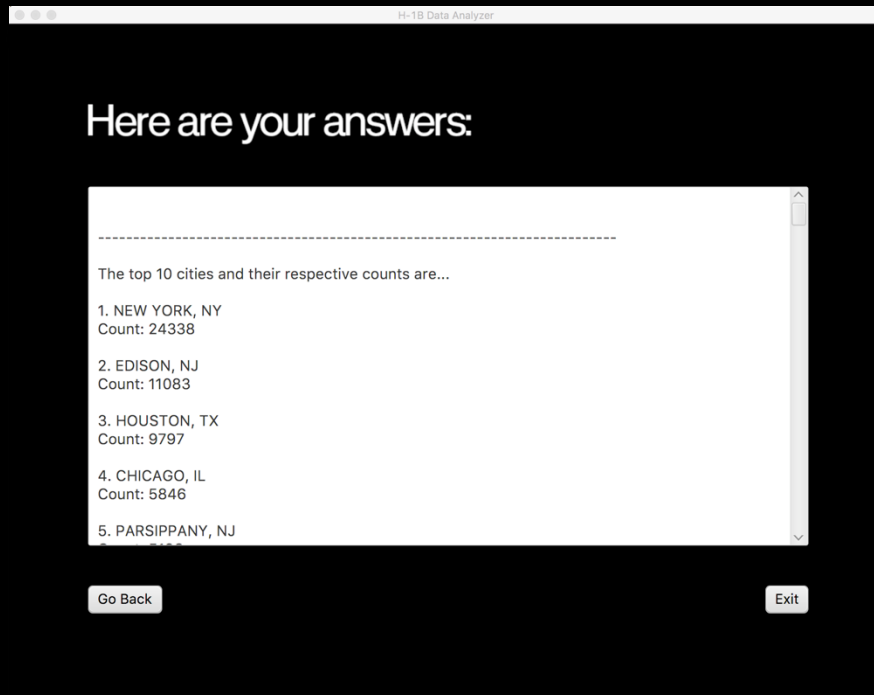 H-1B Data Analyzer
Here are your answers:
--------------------------------------------------------------------------
The top 10 cities and their respective counts are...
1. NEW YORK, NY
Count: 24338
2. EDISON, NJ
Count: 11083
3. HOUSTON, TX
Count: 9797
4. CHICAGO, IL
Count: 5846
5. PARSIPPANY, NJ
Go Back
Exit